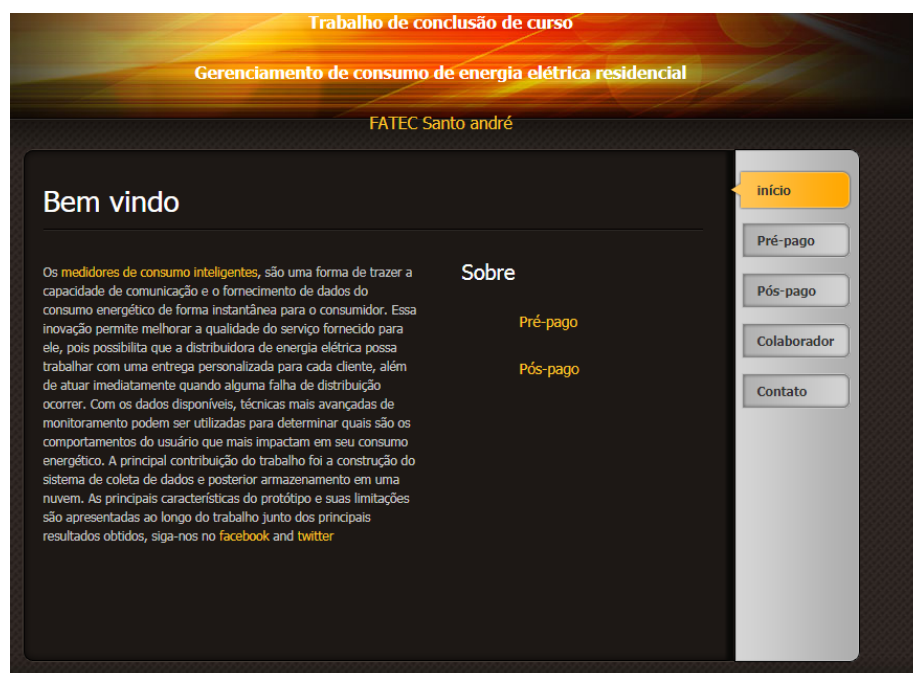 Trabalho de conclusão de curso
Gerenciamento de consumo de energia elétrica residencial
FATEC Santo andré
Bem vindo
Os medidores de consumo inteligentes, são uma forma de trazer a
capacidade de comunicação e o fornecimento de dados do
consumo energético de forma instantânea para o consumidor. Essa
inovação permite melhorar a qualidade do serviço fornecido para
ele, pois possibilita que a distribuidora de energia elétrica possa
trabalhar com uma entrega personalizada para cada cliente, além
de atuar imediatamente quando alguma falha de distribuição
ocorrer. Com os dados disponíveis, técnicas mais avançadas de
monitoramento podem ser utilizadas para determinar quais são os
comportamentos do usuário que mais impactam em seu consumo
energético. A principal contribuição do trabalho foi a construção do
sistema de coleta de dados e posterior armazenamento em uma
nuvem. As principais características do protótipo e suas limitações
são apresentadas ao longo do trabalho junto dos principais
resultados obtidos, siga-nos no facebook and twitter
Sobre
Pré-pago
Pós-pago
início
Pré-pago
Pós-pago
Colaborador
Contato